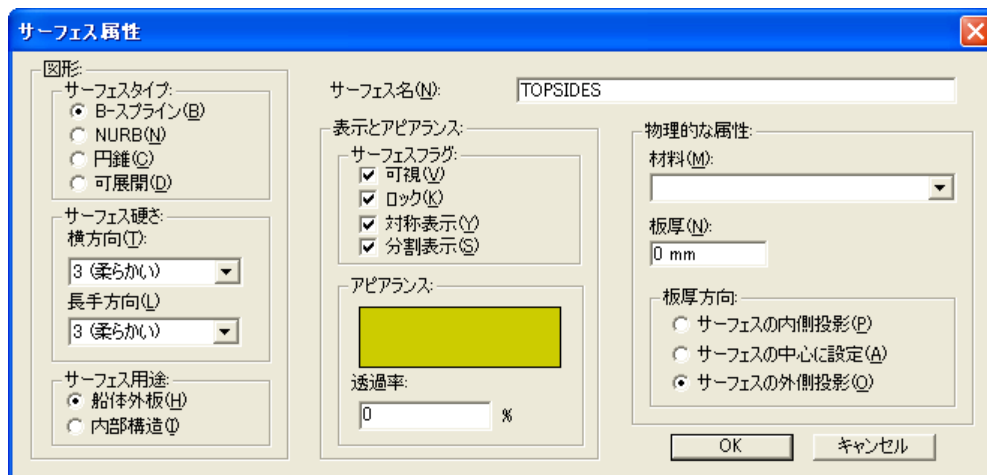 サーフェス属性
図形:
サーフェスタイプ:
B-スプライン(B)
NURB(N)
円錐(C)
可展開(D)
サーフェス硬さ:
横方向(T):
3 (柔らかい)
長手方向(L)
3 (柔らかい)
サーフェス用途:
船体外板(H)
内部構造(I)
サーフェス名(N):
TOPSIDES
表示とアピアランス:
サーフェスフラグ:
可視(V)
ロック(K)
対称表示(Y)
分割表示(S)
アピアランス:
透過率:
0
%
物理的な属性:
材料(M):
板厚(N):
0 mm
板厚方向:
サーフェスの内側投影(P)
サーフェスの中心に設定(A)
サーフェスの外側投影(O)
OK
キャンセル